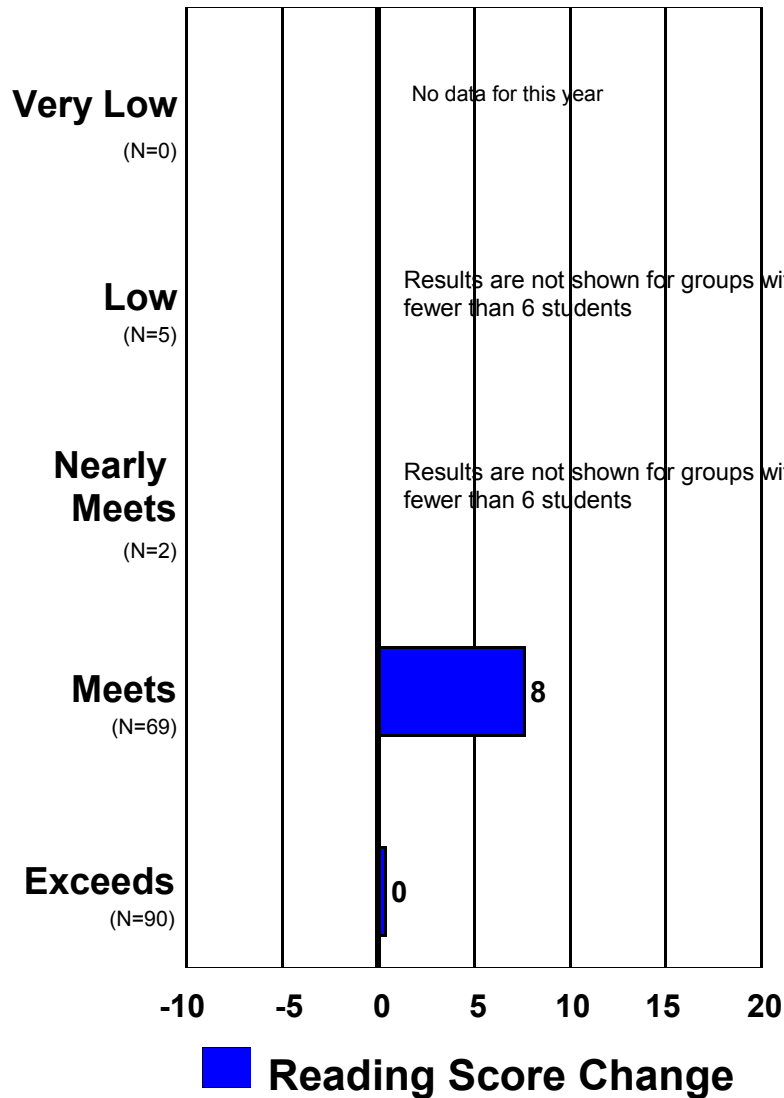 Very Low
(N=0)
No data for this year
Low
(N=5)
Results are not shown for groups wi
fewer than 6 students
Nearly
Meets
(N=2)
Results are not shown for groups wi
fewer than 6 students
Meets
(N=69)
8
Exceeds
(N=90)
0
-10 -5 0 5 10 15 20
Reading Score Change